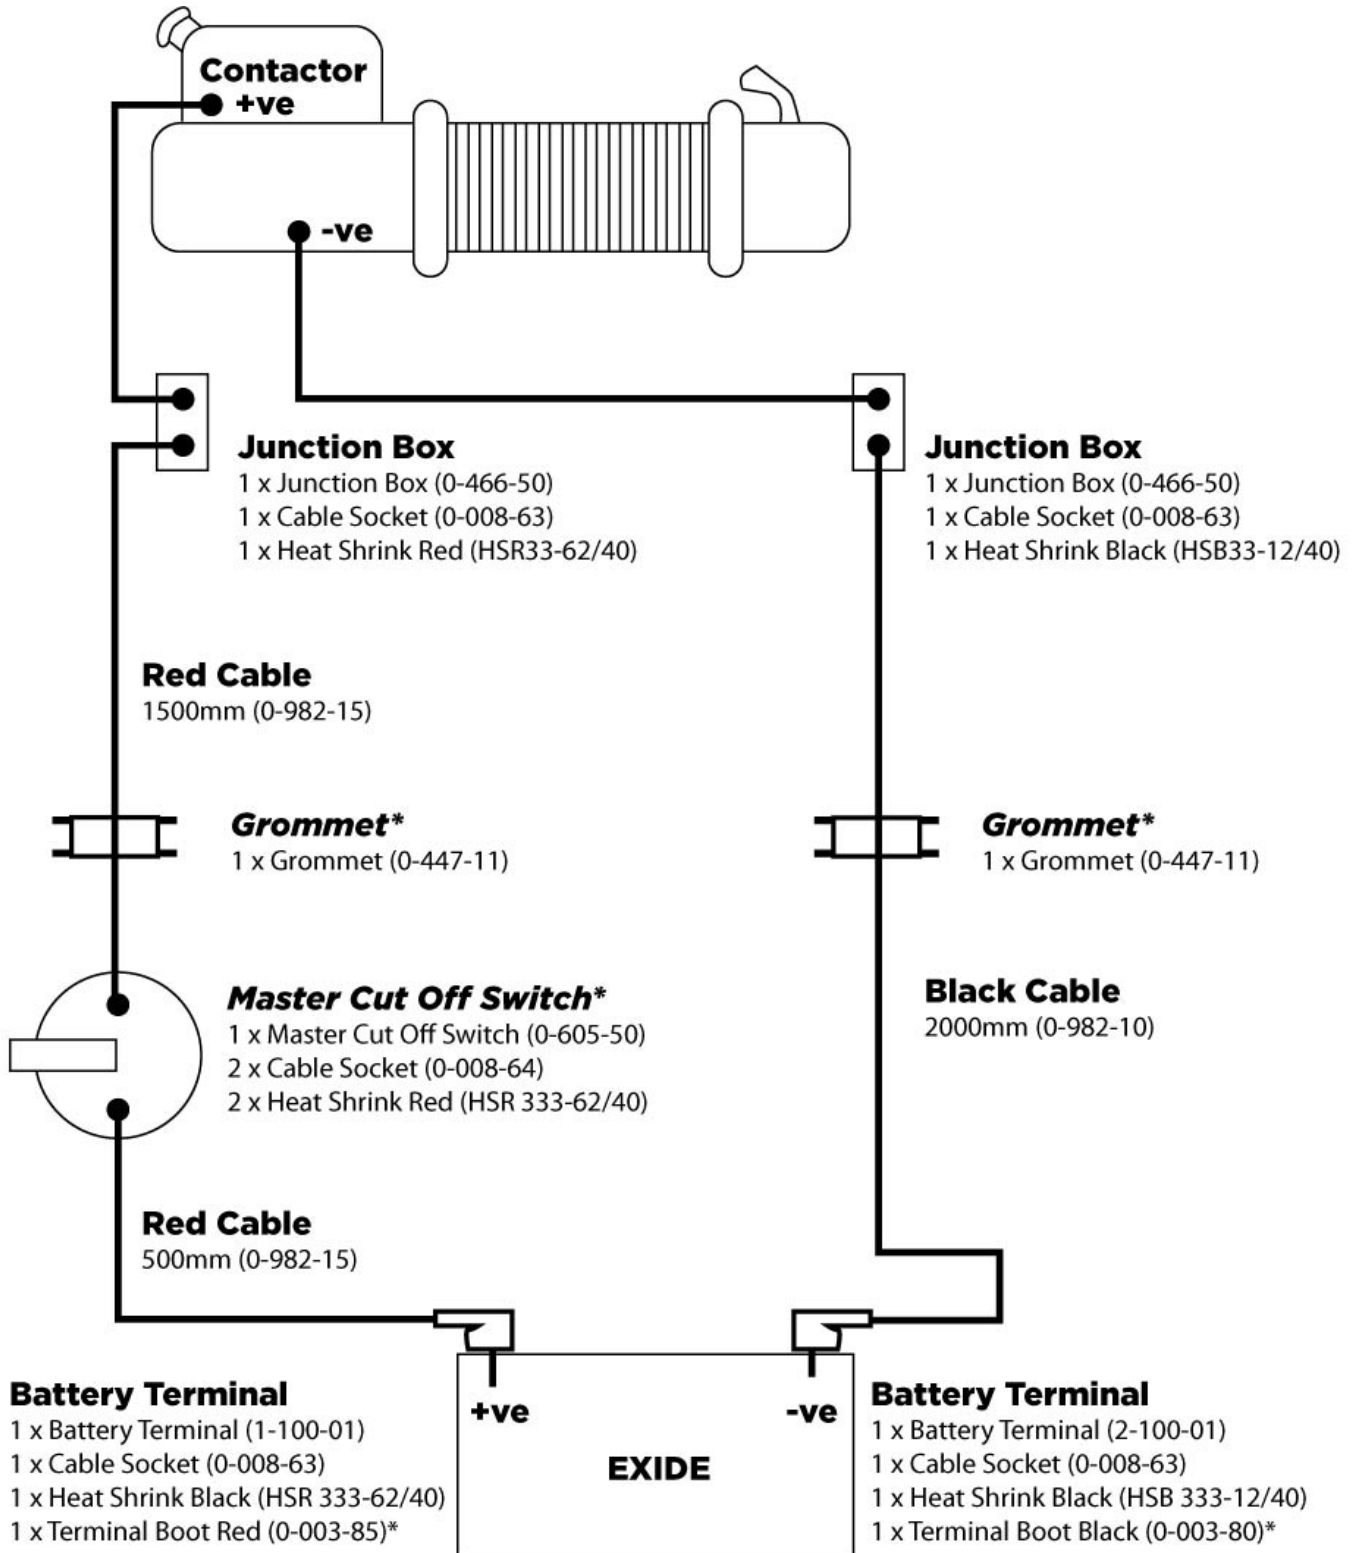 Contactor
+ve
-ve
Junction Box
1 x Junction Box (0-466-50)
1 x Cable Socket (0-008-63)
1 x Heat Shrink Red (HSR33-62/40)
Junction Box
1 x Junction Box (0-466-50)
1 x Cable Socket (0-008-63)
1 x Heat Shrink Black (HSB33-12/40)
Red Cable
1500mm (0-982-15)
Grommet*
1 x Grommet (0-447-11)
Grommet*
1 x Grommet (0-447-11)
Master Cut Off Switch*
1 x Master Cut Off Switch (0-605-50)
2 x Cable Socket (0-008-64)
2 x Heat Shrink Red (HSR 333-62/40)
Black Cable
2000mm (0-982-10)
Red Cable
500mm (0-982-15)
Battery Terminal
1 x Battery Terminal (1-100-01)
1 x Cable Socket (0-008-63)
1 x Heat Shrink Black (HSR 333-62/40)
1 x Terminal Boot Red (0-003-85)*
+ve
-ve
EXIDE
Battery Terminal
1 x Battery Terminal (2-100-01)
1 x Cable Socket (0-008-63)
1 x Heat Shrink Black (HSB 333-12/40)
1 x Terminal Boot Black (0-003-80)*